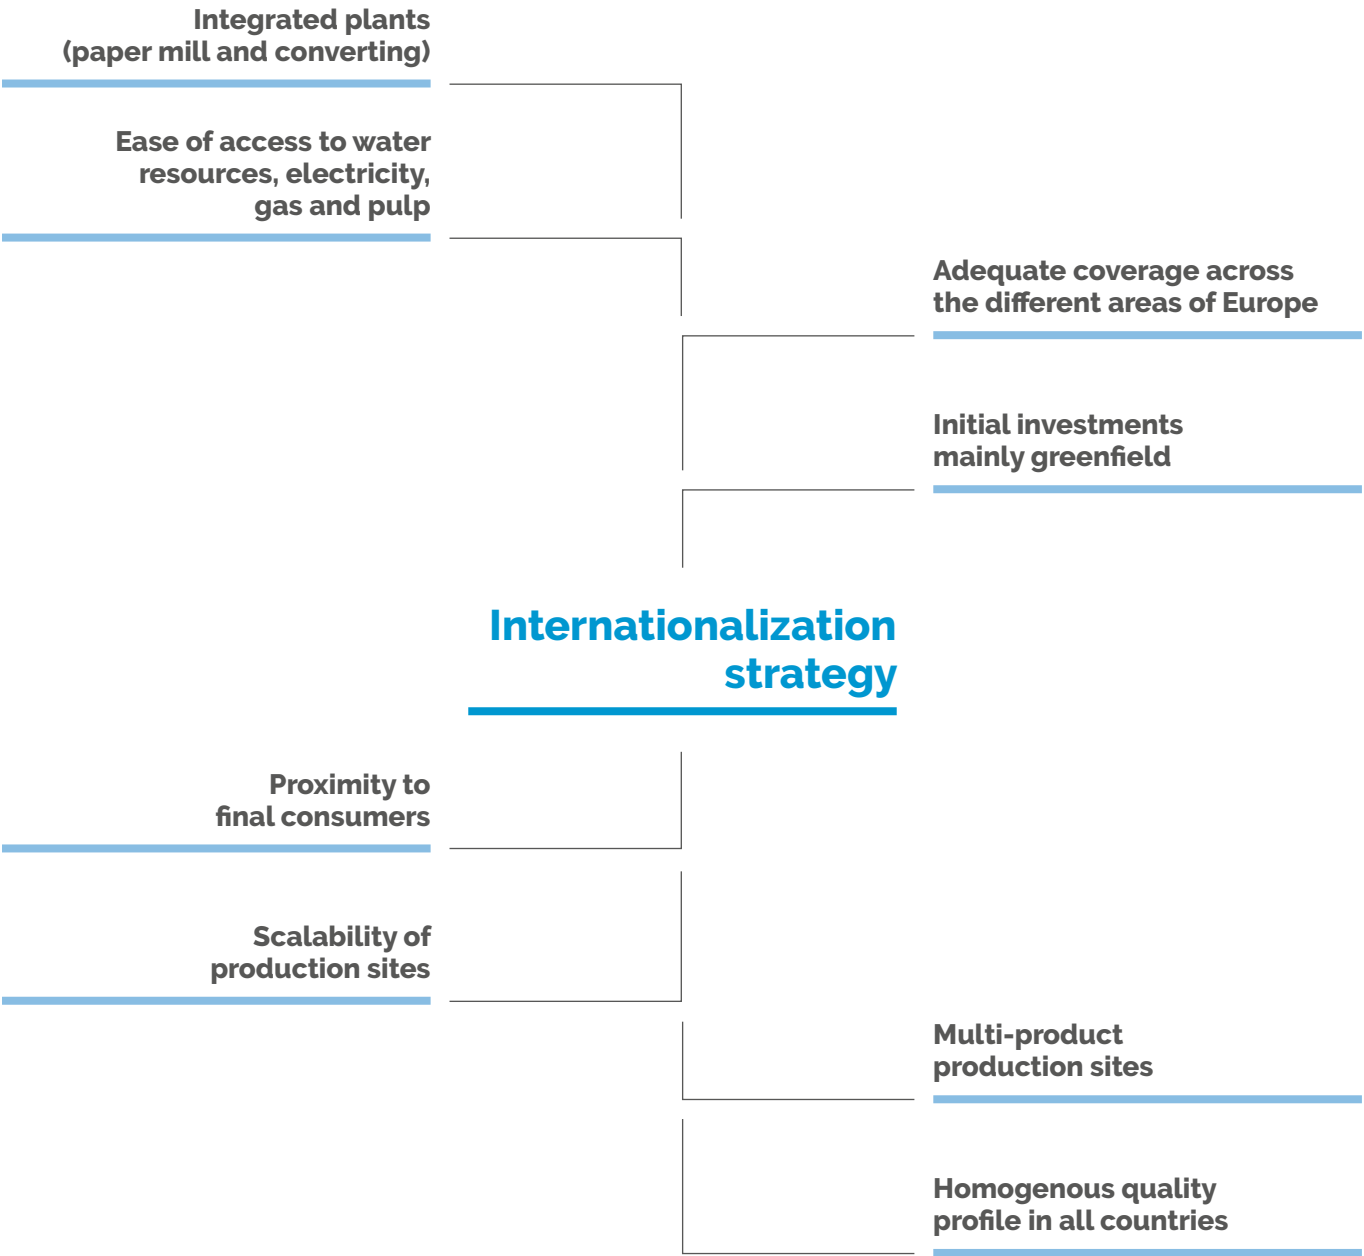 Integrated plants
(paper mill and converting)
Ease of access to water
resources, electricity,
gas and pulp
Adequate coverage across
the different areas of Europe
Initial investments
mainly greenfield
Internationalization
strategy
Proximity to
final consumers
Scalability of
production sites
Multi-product
production sites
Homogenous quality
profile in all countries